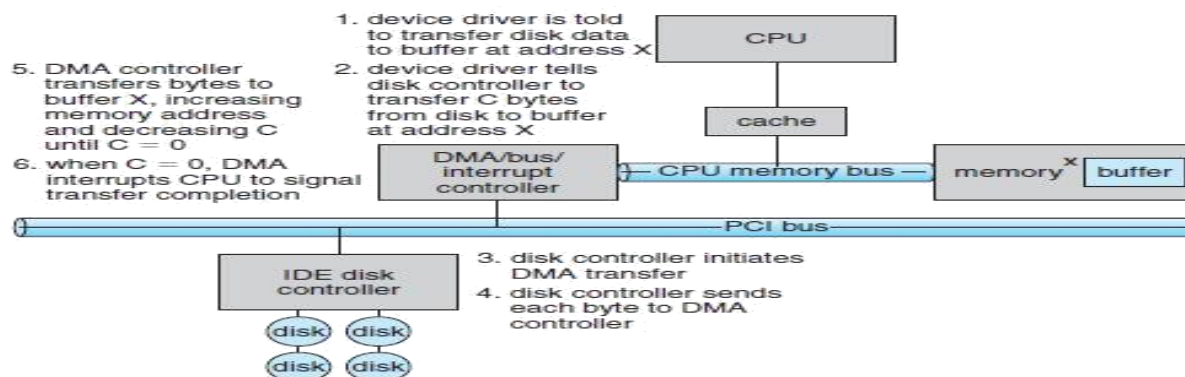 1. device driver is told
to transfer disk data
to buffer at address X
CPU
5. DMA controller
transfers bytes to
buffer X, increasing
memory address
and decreasing C
until C = 0
2. device driver tells
disk controller to
transfer C bytes
from disk to buffer
at address X
cache
6. when C = 0, DMA
interrupts CPU to signal
transfer completion
DMA/bus/
interrupt
controller
CPU memory bus
memory
x
buffer
PCI bus
IDE disk
controller
3. disk controller initiates
DMA transfer
4. disk controller sends
each byte to DMA
controller
disk
disk
disk
disk